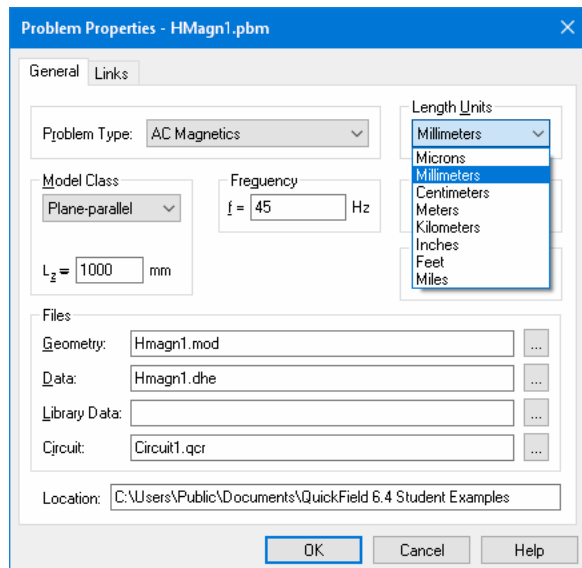 Problem Properties - HMagn1.pbm
General
Links
Length Units
Problem Type: AC Magnetics
Millimeters
Microns
Millimeters
Centimeters
Meters
Kilometers
Inches
Feet
Miles
Model Class
Plane-parallel
Freguency
f = 45 Hz
Lz = 1000 mm
Files
Geometry: Hmagn1.mod ...
Data: Hmagn1.dhe ...
Library Data: ...
Circuit: Circuit1.qcr ...
Location: C:\Users\Public\Documents\QuickField 6.4 Student Examples
OK Cancel Help